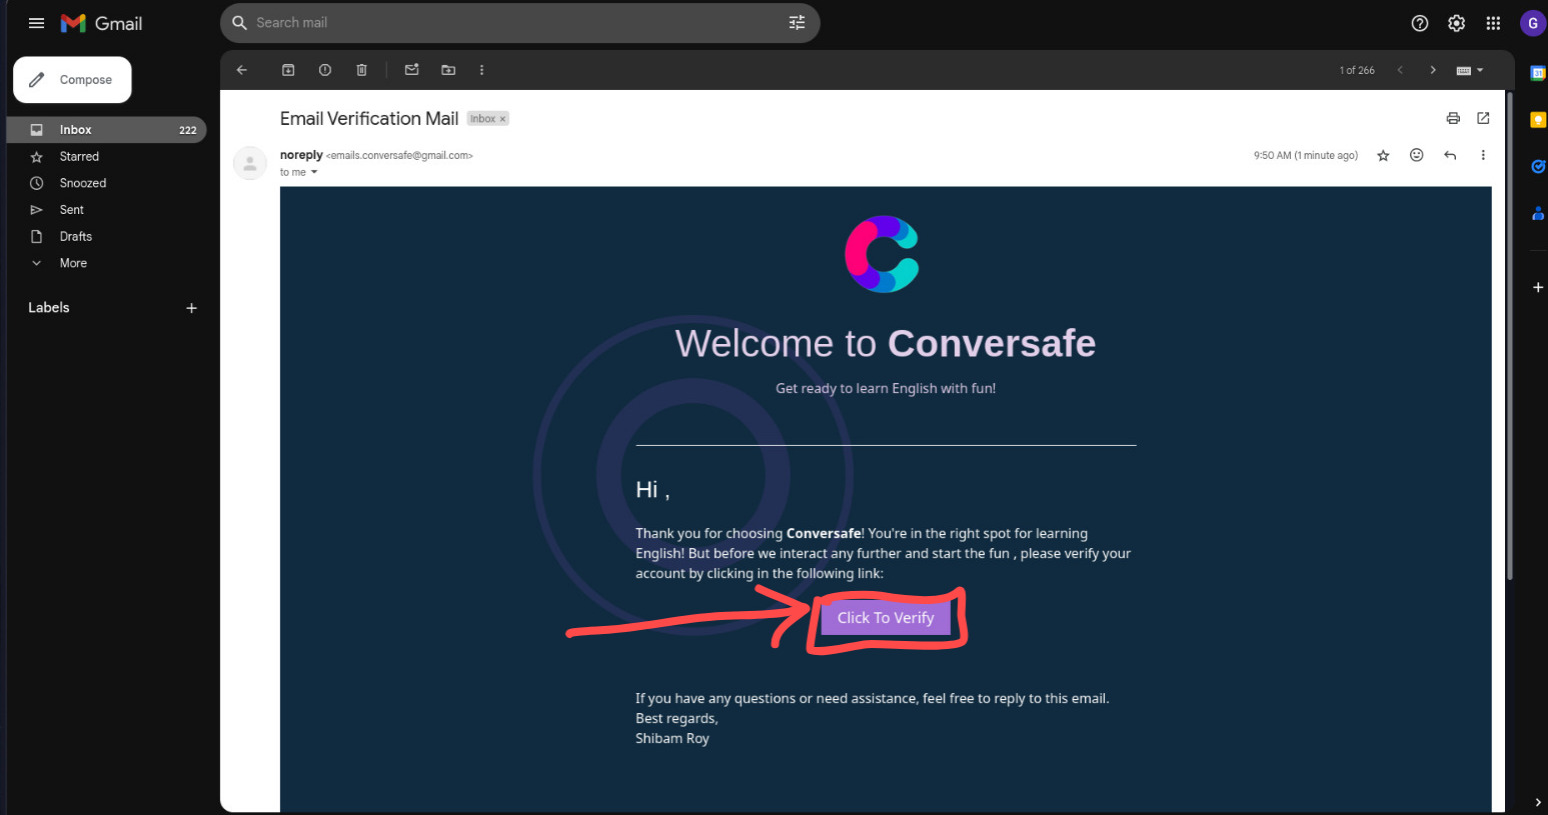 Gmail
Search mail
G
Compose
1 of 266
Inbox 222
Starred
Snoozed
Sent
Drafts
More
Labels
Email Verification Mail Inbox ×
noreply <emails.conversafe@gmail.com>
9:50 AM (1 minute ago)
to me
31
Welcome to Conversafe
Get ready to learn English with fun!
Hi ,
Thank you for choosing Conversafe! You're in the right spot for learning
English! But before we interact any further and start the fun , please verify your
account by clicking in the following link:
Click To Verify
If you have any questions or need assistance, feel free to reply to this email.
Best regards,
Shibam Roy